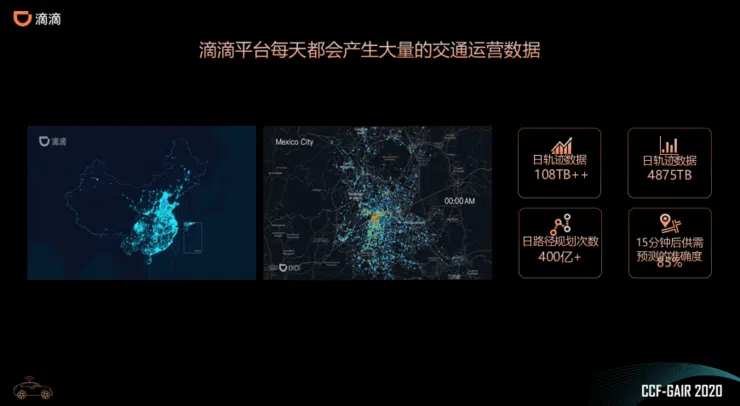 滴滴
滴滴平台每天都会产生大量的交通运营数据
滴滴
Mexico City
00:00 AM
DiDi
日轨迹数据
108TB++
日轨迹数据
4875TB
日路径规划次数
400亿+
15分钟后供需
预测的准确度
85%
CCF-GAIR 2020